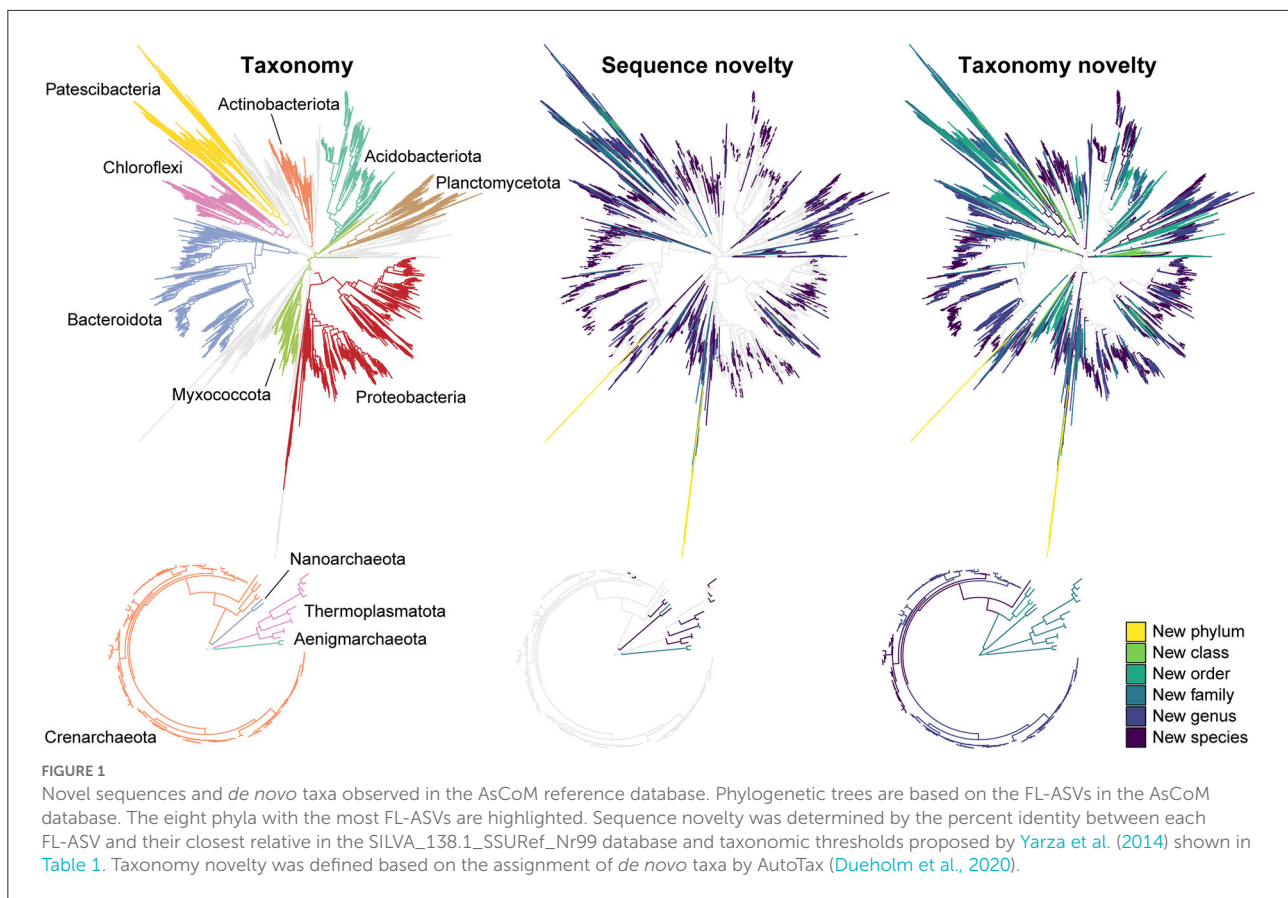 Taxonomy
Sequence novelty
Taxonomy novelty
Patescibacteria
Actinobacteriota
Chloroflexi
Acidobacteriota
Planctomycetota
Bacteroidota
Myxococcota
Proteobacteria
Nanoarchaeota
Thermoplasmatota
Aenigmarchaeota
Crenarchaeota
New phylum
New class
New order
New family
New genus
New species
FIGURE 1
Novel sequences and de novo taxa observed in the AsCoM reference database. Phylogenetic trees are based on the FL-ASVs in the AsCoM
database. The eight phyla with the most FL-ASVs are highlighted. Sequence novelty was determined by the percent identity between each
FL-ASV and their closest relative in the SILVA_138.1_SSURef_Nr99 database and taxonomic thresholds proposed by Yarza et al. (2014) shown in
Table 1. Taxonomy novelty was defined based on the assignment of de novo taxa by AutoTax (Dueholm et al., 2020).